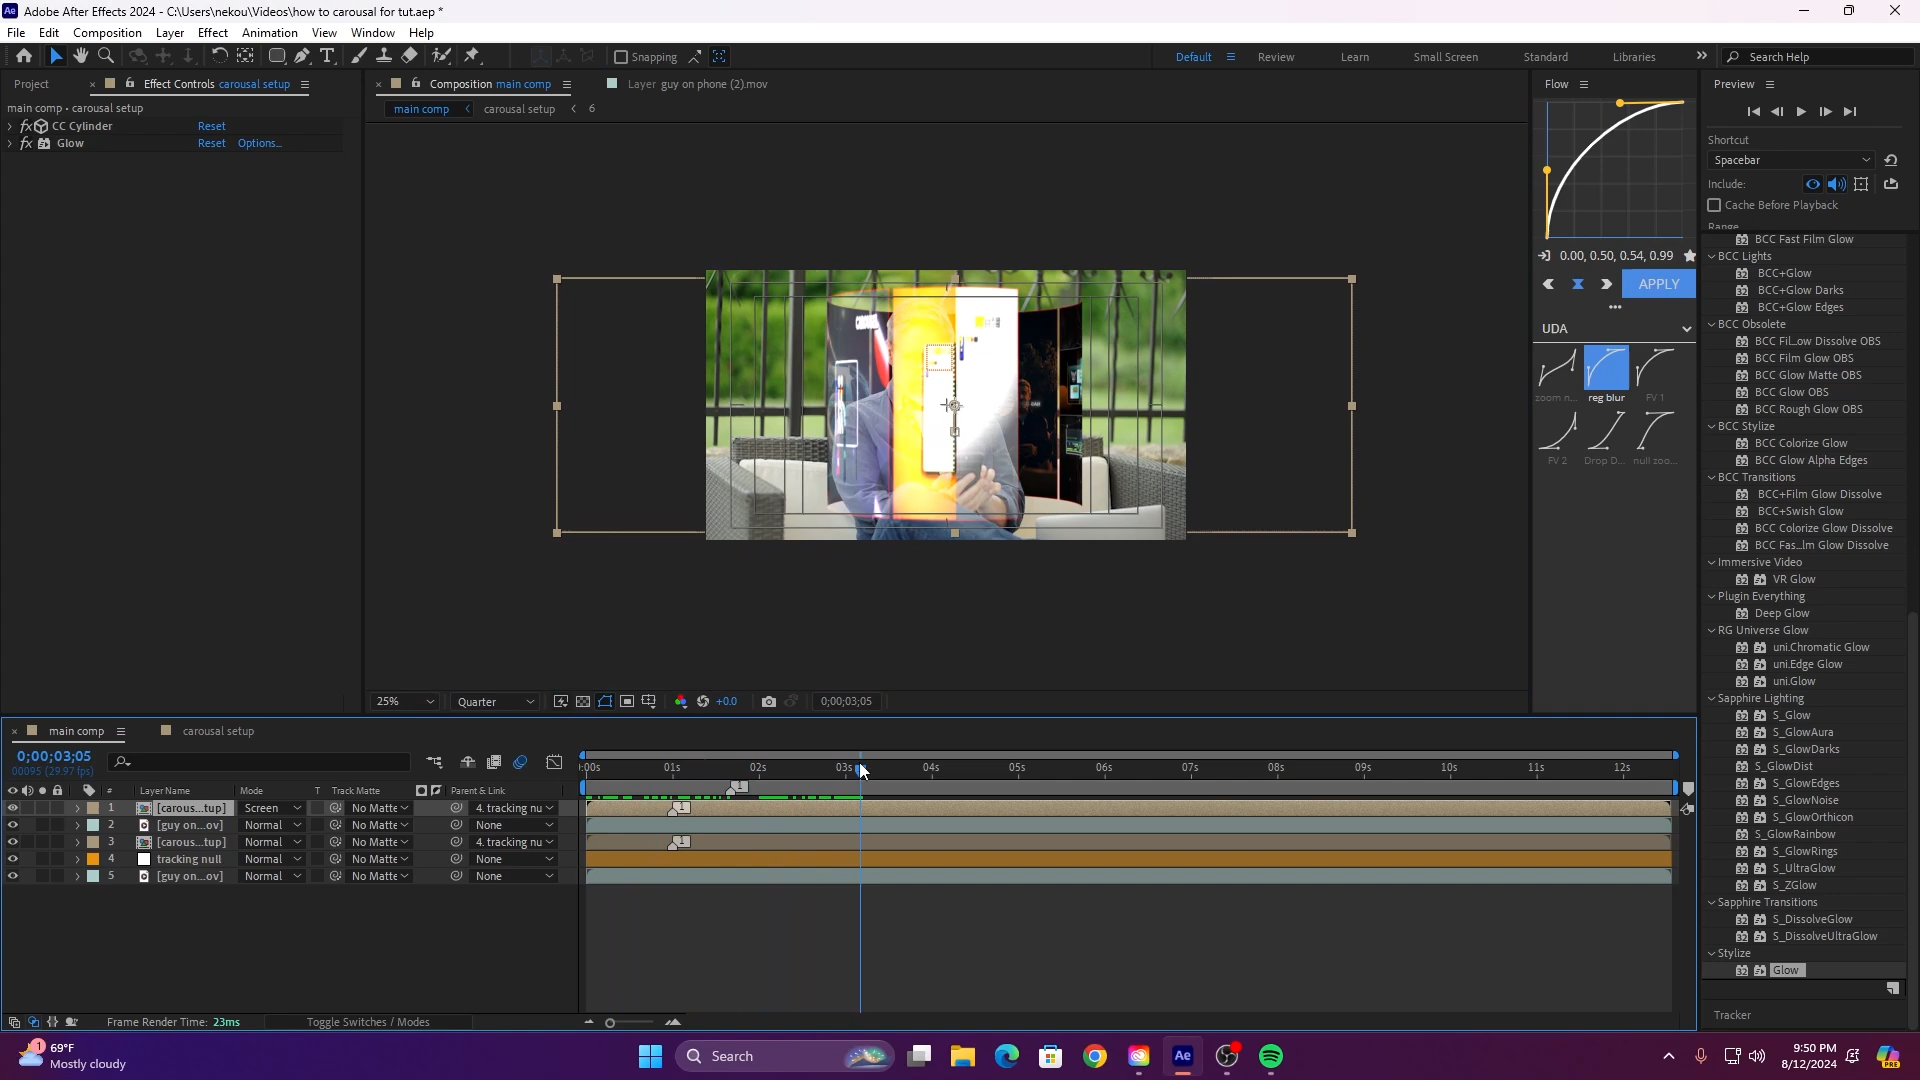 Adobe After Effects 2024 - C:\Users\nekou\Videos\how to carousal for tut.aep *
File Edit Composition Layer Effect Animation View Window Help
Snapping
Default Review Learn Small Screen Standard Libraries Search Help
Project Effect Controls carousal setup
main comp • carousal setup
fx CC Cylinder Reset
fx Glow Reset Options...
Composition main comp Layer guy on phone (2).mov
main comp carousal setup 6
25% Quarter +0.0 0;00;03;05
Flow
0.00, 0.50, 0.54, 0.99
APPLY
UDA
zoom n... reg blur FV 1
FV 2 Drop D... null zoo...
Preview
Shortcut
Spacebar
Include:
Cache Before Playback
Range
BCC Fast Film Glow
BCC Lights
BCC+Glow
BCC+Glow Darks
BCC+Glow Edges
BCC Obsolete
BCC Fil...ow Dissolve OBS
BCC Film Glow OBS
BCC Glow Matte OBS
BCC Glow OBS
BCC Rough Glow OBS
BCC Stylize
BCC Colorize Glow
BCC Glow Alpha Edges
BCC Transitions
BCC+Film Glow Dissolve
BCC+Swish Glow
BCC Colorize Glow Dissolve
BCC Fas...lm Glow Dissolve
Immersive Video
VR Glow
Plugin Everything
Deep Glow
RG Universe Glow
uni.Chromatic Glow
uni.Edge Glow
uni.Glow
Sapphire Lighting
S_Glow
S_GlowAura
S_GlowDarks
S_GlowDist
S_GlowEdges
S_GlowNoise
S_GlowOrthicon
S_GlowRainbow
S_GlowRings
S_UltraGlow
S_ZGlow
Sapphire Transitions
S_DissolveGlow
S_DissolveUltraGlow
Stylize
Glow
Tracker
main comp carousal setup
0;00;03;05
00095 (29.97 fps)
:00s 01s 02s 03s 04s 05s 06s 07s 08s 09s 10s 11s 12s
# Layer Name Mode T Track Matte Parent & Link
1 [carous...tup] Screen No Matte 4. tracking nu
2 [guy on...ov] Normal No Matte None
3 [carous...tup] Normal No Matte 4. tracking nu
4 tracking null Normal No Matte None
5 [guy on...ov] Normal No Matte None
1
1
1
Frame Render Time: 23ms Toggle Switches / Modes
1
69°F
Mostly cloudy
Search
9:50 PM
8/12/2024